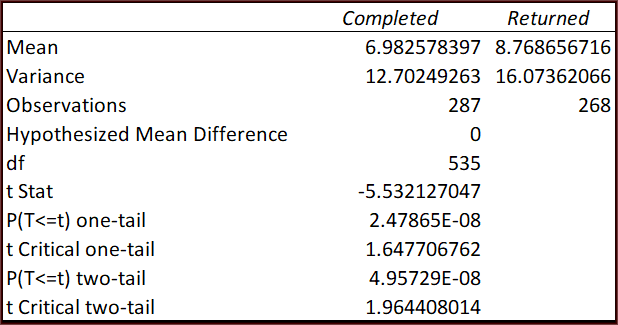 Completed Returned
Mean 6.982578397 8.768656716
Variance 12.70249263 16.07362066
Observations 287 268
Hypothesized Mean Difference 0
df 535
t Stat -5.532127047
P(T<=t) one-tail 2.47865E-08
t Critical one-tail 1.647706762
P(T<=t) two-tail 4.95729E-08
t Critical two-tail 1.964408014